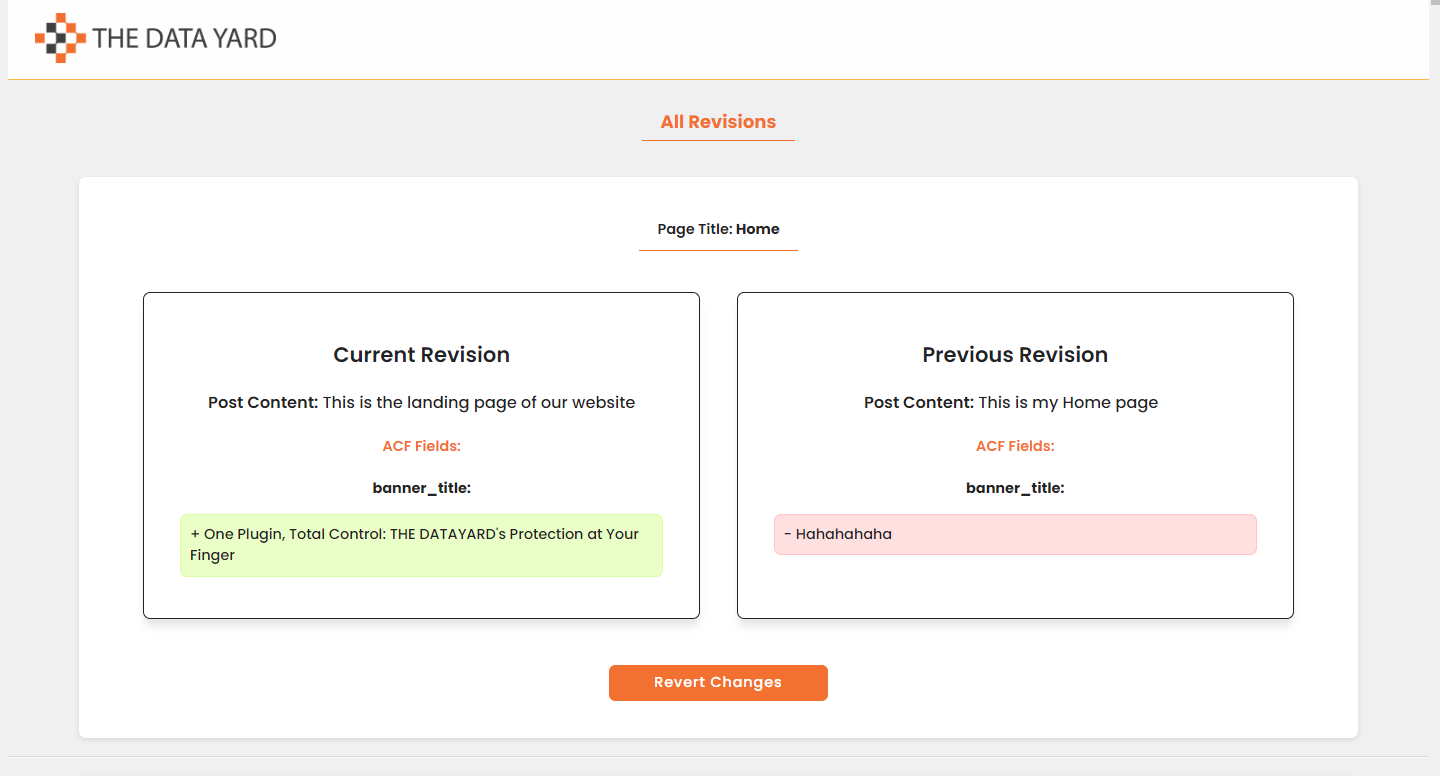 THE DATA YARD
All Revisions
Page Title: Home
Current Revision
Post Content: This is the landing page of our website
ACF Fields:
banner_title:
+ One Plugin, Total Control: THE DATAYARD's Protection at Your
Finger
Previous Revision
Post Content: This is my Home page
ACF Fields:
banner_title:
- Hahahahaha
Revert Changes